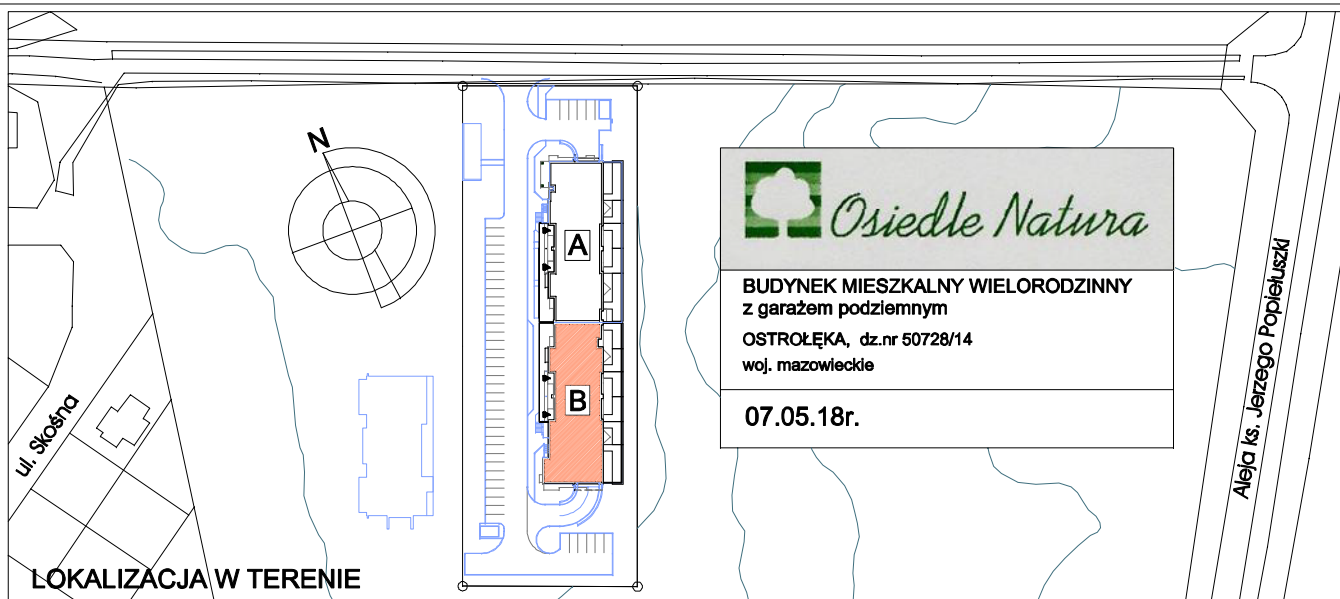 N
A
B
Osiedle Natura
BUDYNEK MIESZKALNY WIELORODZINNY
z garażem podziemnym
OSTROŁĘKA, dz.nr 50728/14
woj. mazowieckie
07.05.18r.
ul. Skośna
Aleja ks. Jerzego Popiełuszki
LOKALIZACJA W TERENIE